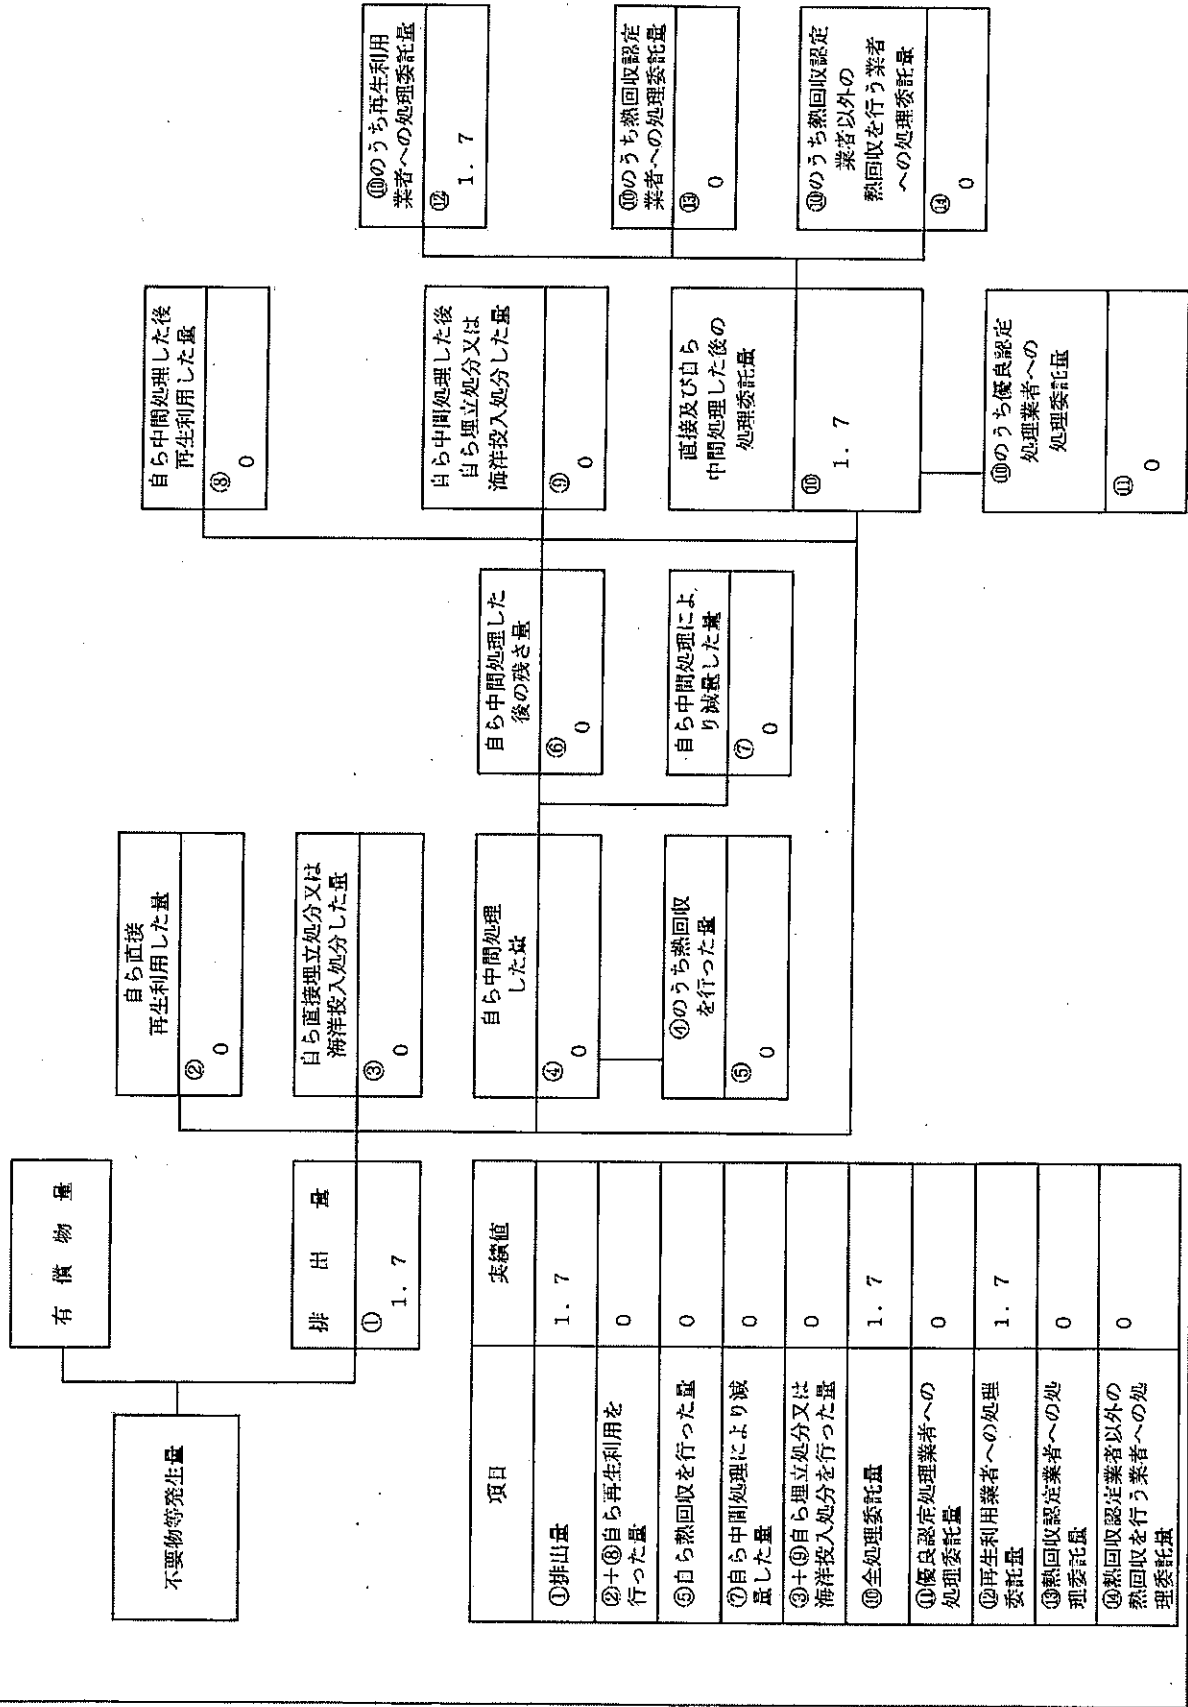 不要物等発生量
有償物量
排出量
①
1.7
自ら直接
再生利用した量
②
0
自ら直接埋立処分又は
海洋投入処分した量
③
0
自ら中間処理
した量
④
0
④のうち熱回収
を行った量
⑤
0
自ら中間処理した
後の残さ量
⑥
0
自ら中間処理によ
り減量した量
⑦
0
自ら中間処理した後
再生利用した量
⑧
0
自ら中間処理した後
自ら埋立処分又は
海洋投入処分した量
⑨
0
直接及び自ら
中間処理した後の
処理委託量
⑩
1.7
⑩のうち優良認定
処理業者への
処理委託量
⑪
0
⑩のうち再生利用
業者への処理委託量
⑫
1.7
⑩のうち熱回収認定
業者への処理委託量
⑬
0
⑩のうち熱回収認定
業者以外の
熱回収を行う業者
への処理委託量
⑭
0
項目 実績値
①排出量 1.7
②+⑧自ら再生利用を
行った量 0
⑤自ら熱回収を行った量 0
⑦自ら中間処理により減
量した量 0
③+⑨自ら埋立処分又は
海洋投入処分を行った量 0
⑩全処理委託量 1.7
⑪優良認定処理業者への
処理委託量 0
⑫再生利用業者への処理
委託量 1.7
⑬熱回収認定業者への処
理委託量 0
⑭熱回収認定業者以外の
熱回収を行う業者への処
理委託量 0